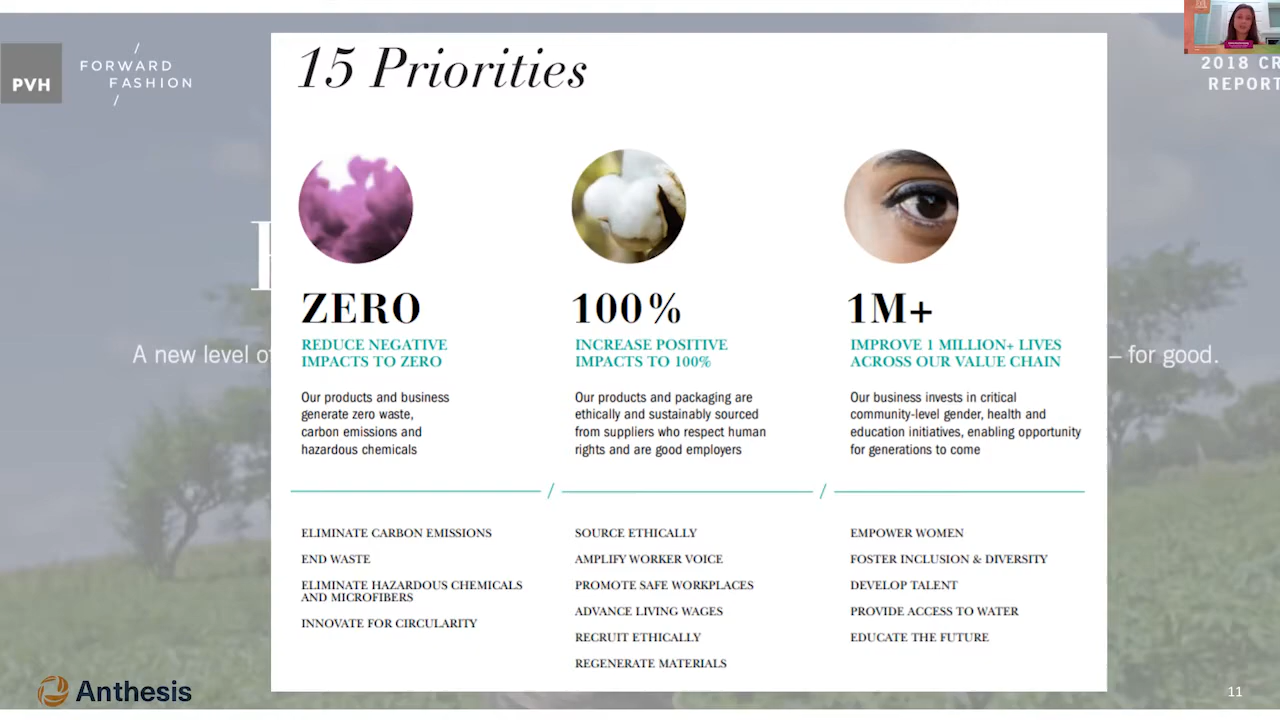 PVH
/
FORWARD
FASHION
/
2018 CR
REPORT
A new level of
– for good.
15 Priorities
ZERO
REDUCE NEGATIVE
IMPACTS TO ZERO
Our products and business
generate zero waste,
carbon emissions and
hazardous chemicals
ELIMINATE CARBON EMISSIONS
END WASTE
ELIMINATE HAZARDOUS CHEMICALS
AND MICROFIBERS
INNOVATE FOR CIRCULARITY
100%
INCREASE POSITIVE
IMPACTS TO 100%
Our products and packaging are
ethically and sustainably sourced
from suppliers who respect human
rights and are good employers
SOURCE ETHICALLY
AMPLIFY WORKER VOICE
PROMOTE SAFE WORKPLACES
ADVANCE LIVING WAGES
RECRUIT ETHICALLY
REGENERATE MATERIALS
1M+
IMPROVE 1 MILLION+ LIVES
ACROSS OUR VALUE CHAIN
Our business invests in critical
community-level gender, health and
education initiatives, enabling opportunity
for generations to come
EMPOWER WOMEN
FOSTER INCLUSION & DIVERSITY
DEVELOP TALENT
PROVIDE ACCESS TO WATER
EDUCATE THE FUTURE
Anthesis
11